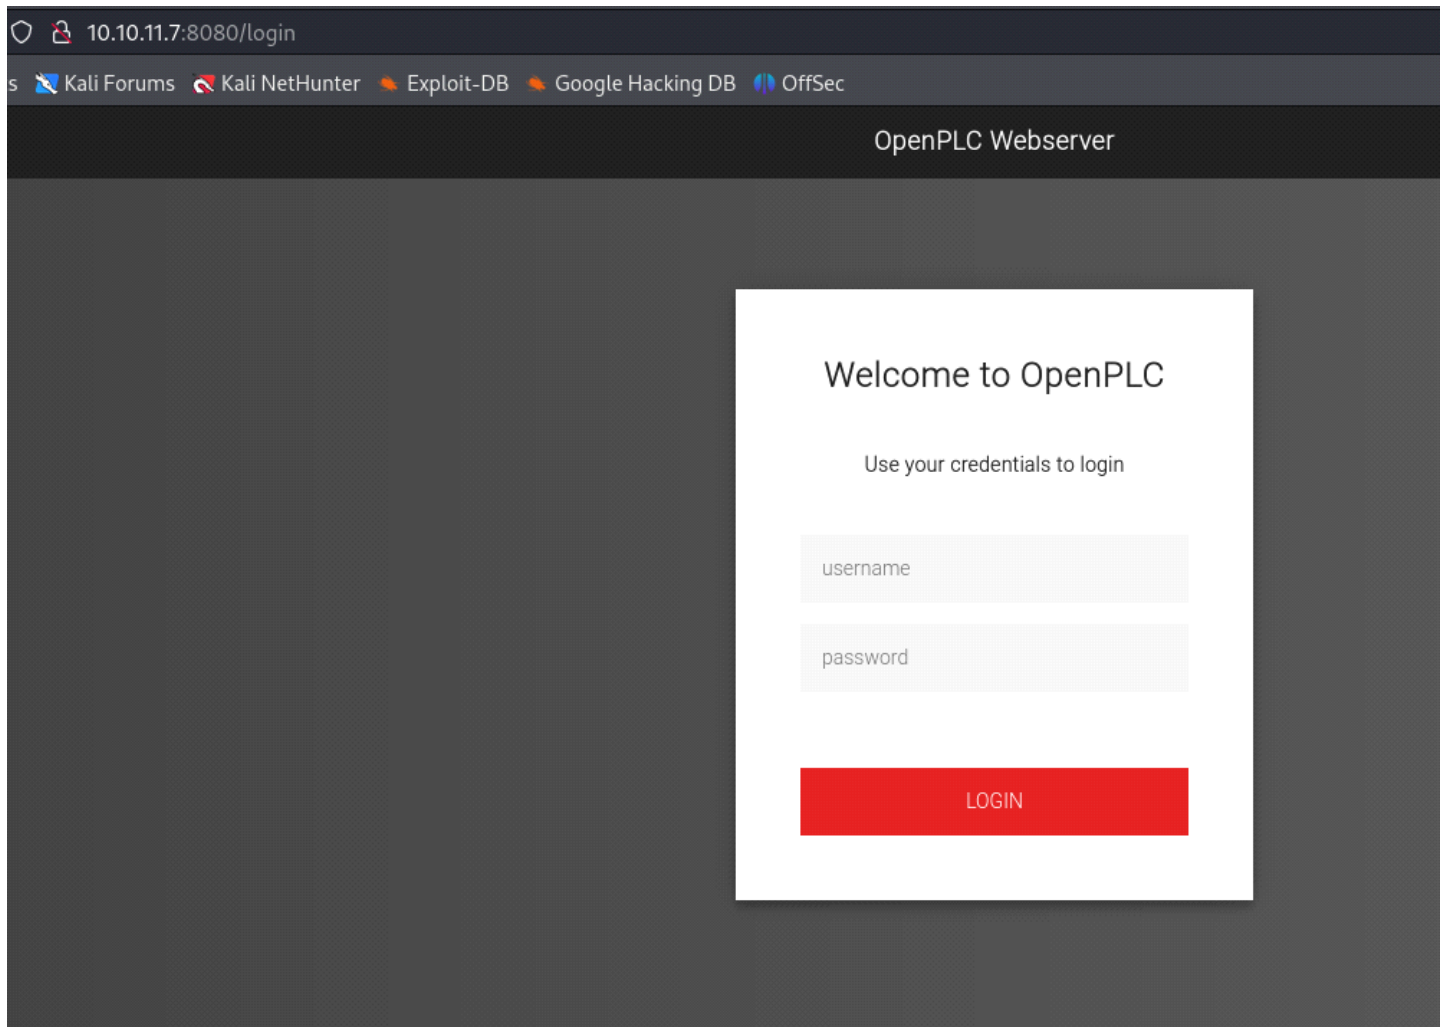 10.10.11.7:8080/login
s Kali Forums Kali NetHunter Exploit-DB Google Hacking DB OffSec
OpenPLC Webserver
Welcome to OpenPLC
Use your credentials to login
username
password
LOGIN